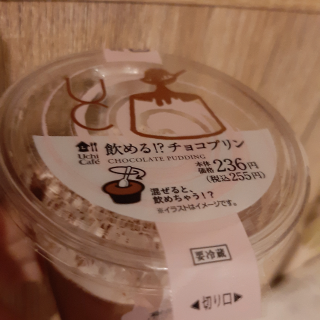 UC
Uchi Café
飲める!? チョコプリン
CHOCOLATE PUDDING
本体価格 236円
(税込255円)
混ぜると、
飲めちゃう!?
※イラストはイメージです。
要冷蔵
◀切り口▶